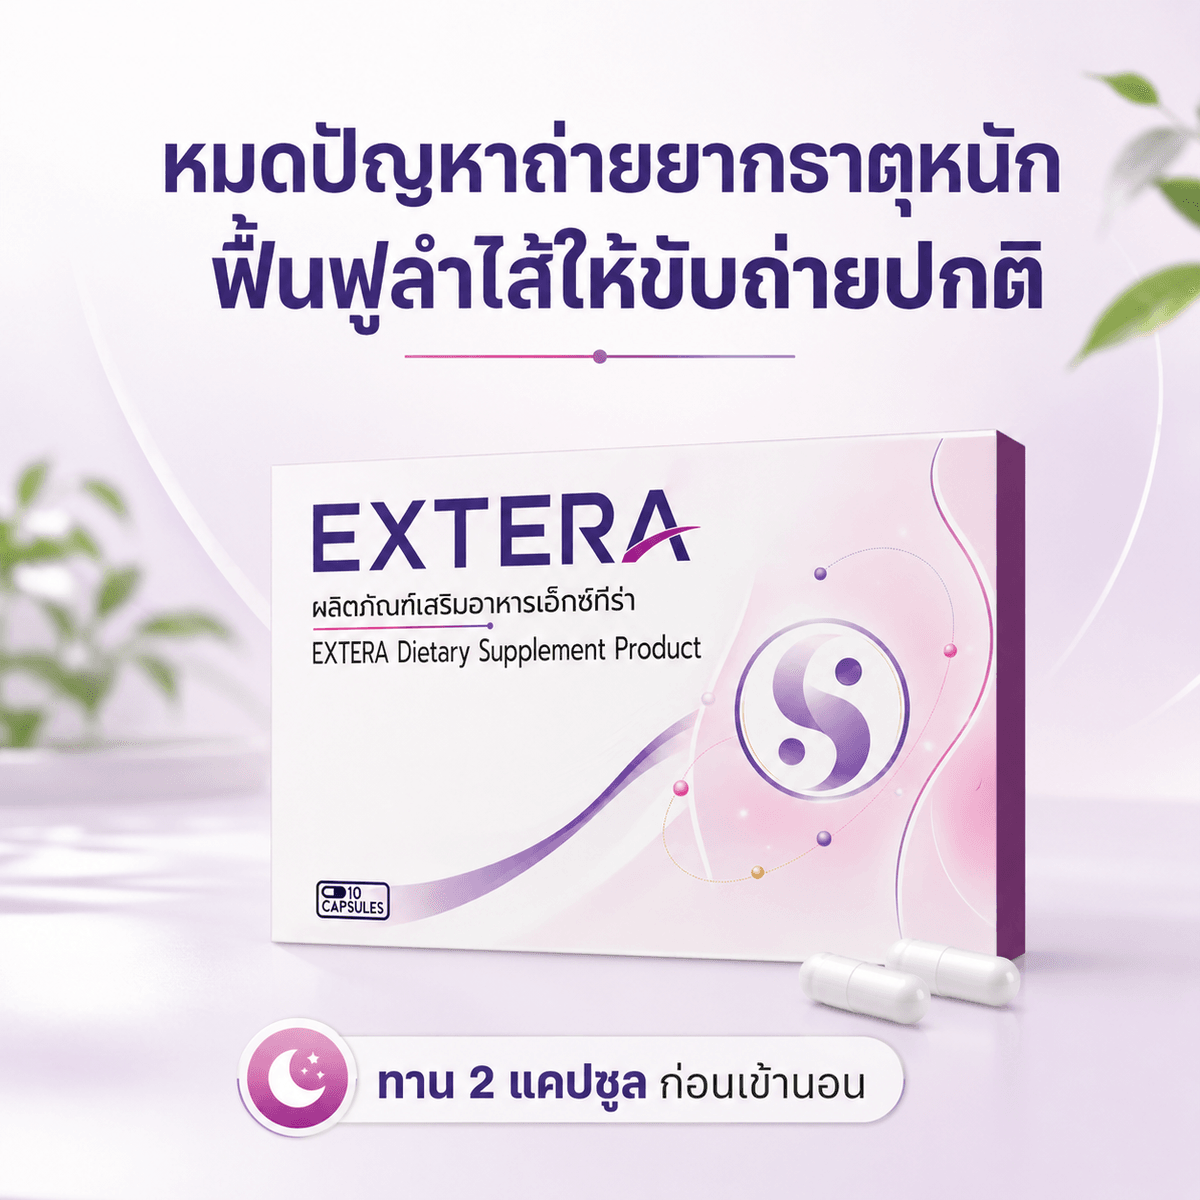 หมดปัญหาถ่ายยากธาตุหนัก
ฟื้นฟูลำไส้ให้ขับถ่ายปกติ
EXTERA
ผลิตภัณฑ์เสริมอาหารเอ็กซ์ทีร่า
EXTERA Dietary Supplement Product
10
CAPSULES
ทาน 2 แคปซูล ก่อนเข้านอน